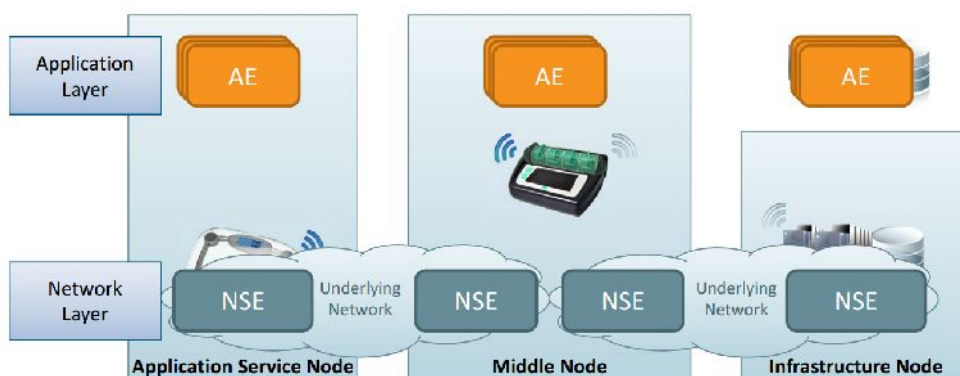 Application
Layer
AE
AE
AE
Network
Layer
NSE
Underlying
Network
NSE
NSE
Underlying
Network
NSE
Application Service Node
Middle Node
Infrastructure Node